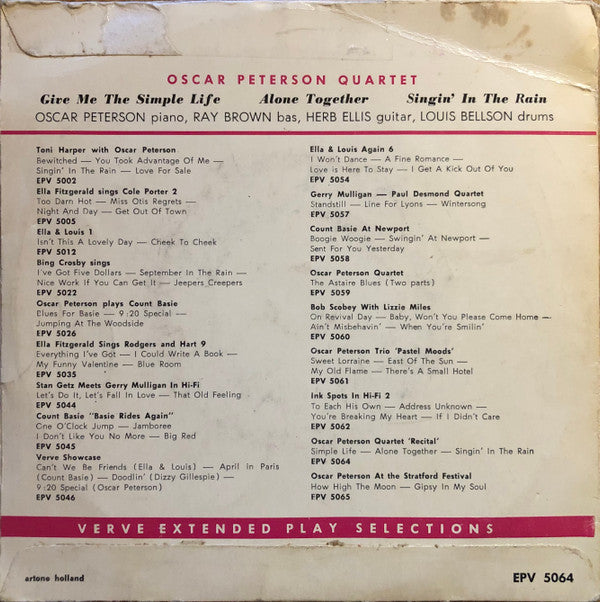 OSCAR PETERSON QUARTET
Give Me The Simple Life Alone Together Singin' In The Rain
OSCAR PETERSON piano, RAY BROWN bas, HERB ELLIS guitar, LOUIS BELLSON drums
Toni Harper with Oscar Peterson
Bewitched — You Took Advantage Of Me —
Singin' In The Rain — Love For Sale
EPV 5002
Ella Fitzgerald sings Cole Porter 2
Too Darn Hot — Miss Otis Regrets —
Night And Day — Get Out Of Town
EPV 5005
Ella & Louis 1
Isn't This A Lovely Day — Cheek To Cheek
EPV 5012
Bing Crosby sings
I've Got Five Dollars — September In The Rain —
Nice Work If You Can Get It — Jeepers Creepers
EPV 5022
Oscar Peterson plays Count Basie
Blues For Basie — 9:20 Special —
Jumping At The Woodside
EPV 5026
Ella Fitzgerald Sings Rodgers and Hart 9
Everything I've Got — I Could Write A Book —
My Funny Valentine — Blue Room
EPV 5035
Stan Getz Meets Gerry Mulligan In Hi-Fi
Let's Do It, Let's Fall In Love — That Old Feeling
EPV 5044
Count Basie "Basie Rides Again"
One O'Clock Jump — Jamboree
I Don't Like You No More — Big Red
EPV 5045
Verve Showcase
Can't We Be Friends (Ella & Louis) — April in Paris
(Count Basie) — Doodlin' (Dizzy Gillespie) —
9:20 Special (Oscar Peterson)
EPV 5046
Ella & Louis Again 6
I Won't Dance — A Fine Romance —
Love is Here To Stay — I Get A Kick Out Of You
EPV 5054
Gerry Mulligan — Paul Desmond Quartet
Standstill — Line For Lyons — Wintersong
EPV 5057
Count Basie At Newport
Boogie Woogie — Swingin' At Newport —
Sent For You Yesterday
EPV 5058
Oscar Peterson Quartet
The Astaire Blues (Two parts)
EPV 5059
Bob Scobey With Lizzie Miles
On Revival Day — Baby, Won't You Please Come Home —
Ain't Misbehavin' — When You're Smilin'
EPV 5060
Oscar Peterson Trio 'Pastel Moods'
Sweet Lorraine — East Of The Sun —
My Old Flame — There's A Small Hotel
EPV 5061
Ink Spots In Hi-Fi 2
To Each His Own — Address Unknown —
You're Breaking My Heart — If I Didn't Care
EPV 5062
Oscar Peterson Quartet 'Recital'
Simple Life — Alone Together — Singin' In The Rain
EPV 5064
Oscar Peterson At the Stratford Festival
How High The Moon — Gipsy In My Soul
EPV 5065
VERVE EXTENDED PLAY SELECTIONS
artone holland EPV 5064